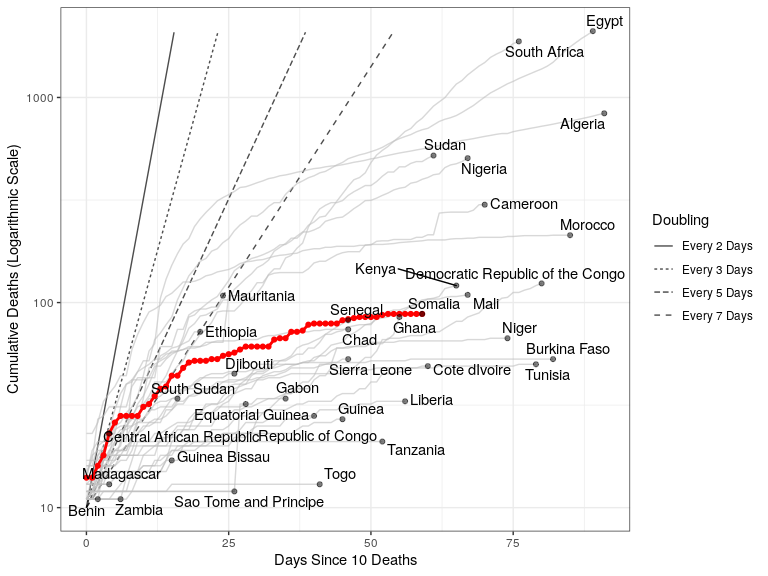 Egypt
South Africa
1000
Algeria
Sudan
Nigeria
Cameroon
Morocco
Kenya
Democratic Republic of the Congo
Mauritania
100
Senegal
Somalia
Mali
Ethiopia
Ghana
Niger
Chad
Burkina Faso
Djibouti
Sierra Leone
Cote dIvoire
Tunisia
South Sudan
Gabon
Liberia
Equatorial Guinea
Guinea
Central African Republic
Republic of Congo
Tanzania
Guinea Bissau
Madagascar
Togo
Sao Tome and Principe
10
Benin
Zambia
0
25
50
75
Days Since 10 Deaths
Cumulative Deaths (Logarithmic Scale)
Doubling
Every 2 Days
Every 3 Days
Every 5 Days
Every 7 Days